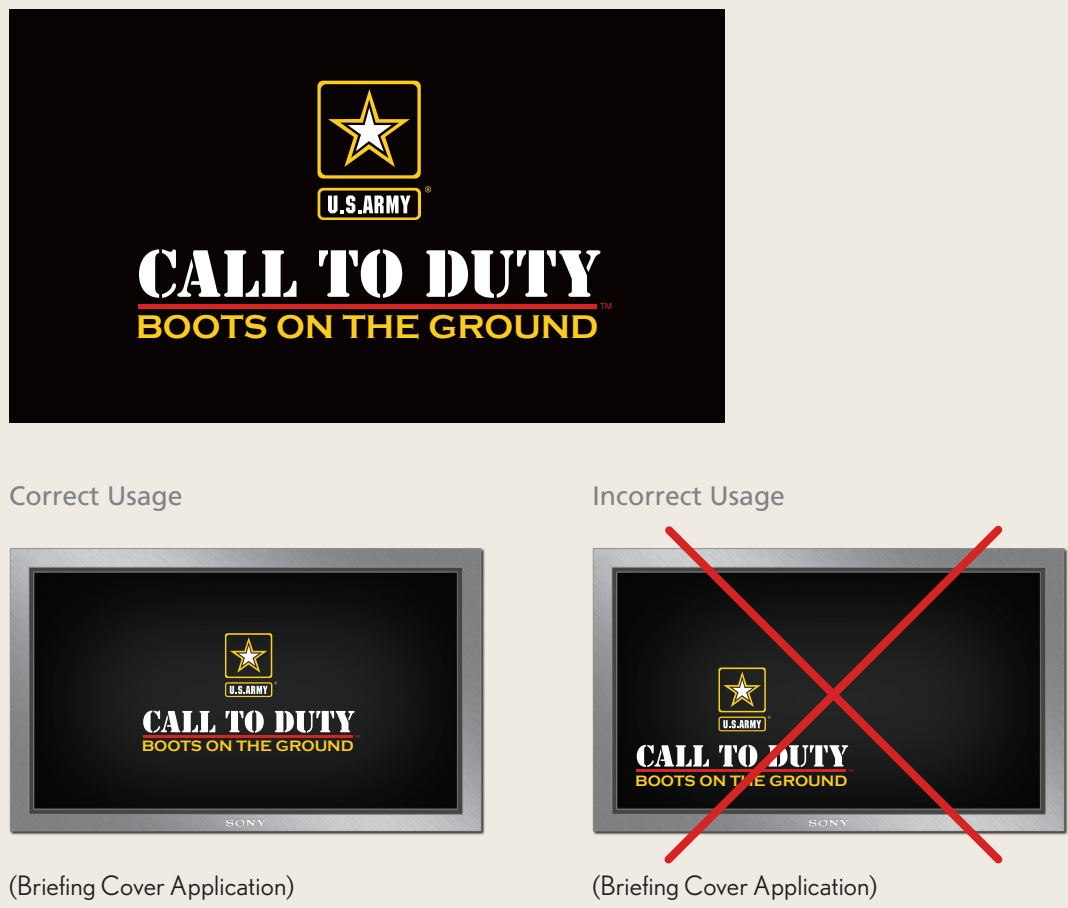 U.S.ARMY ®
CALL TO DUTY
BOOTS ON THE GROUND ™
Correct Usage
Incorrect Usage
U.S.ARMY
CALL TO DUTY
BOOTS ON THE GROUND
SONY
(Briefing Cover Application)
U.S.ARMY
CALL TO DUTY
BOOTS ON THE GROUND
SONY
(Briefing Cover Application)